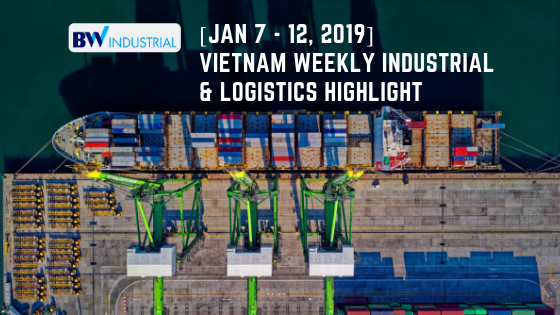 BW INDUSTRIAL
[JAN 7 - 12, 2019]
VIETNAM WEEKLY INDUSTRIAL
& LOGISTICS HIGHLIGHT